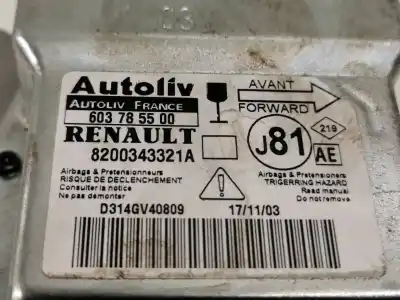 Autoliv
AUTOLIV FRANCE
603 78 55 00
RENAULT
8200343321A
AVANT
FORWARD
J81
219
AE
Airbags & Pretensionneurs
RISQUE DE DECLENCHEMENT
Consulter la notice
Ne pas démonter
Airbags & Pretensioners
TRIGERRING HAZARD
Read manual
Do not remove
D314GV40809
17/11/03